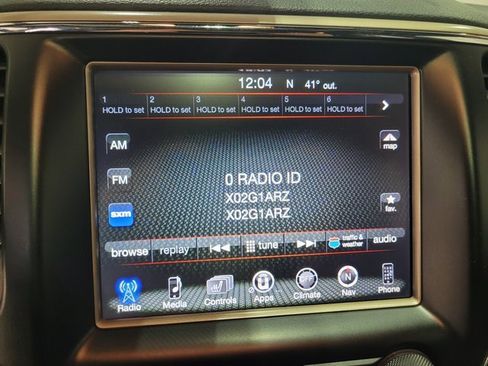 12:04 N 41° out.
1 2 3 4 5 6
HOLD to set HOLD to set HOLD to set HOLD to set HOLD to set HOLD to set
AM
map
0 RADIO ID
FM
X02G1ARZ
sxm
fav.
X02G1ARZ
browse replay tune traffic & weather audio
Radio Media Controls Apps Climate Nav Phone
OFF
N